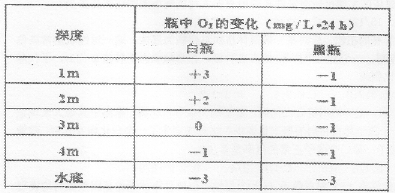 深度 瓶中 O₂的变化（mg/L·24 h）
白瓶 黑瓶
1m +3 −1
2m +2 −1
3m 0 −1
4m −1 −1
水底 −3 −3